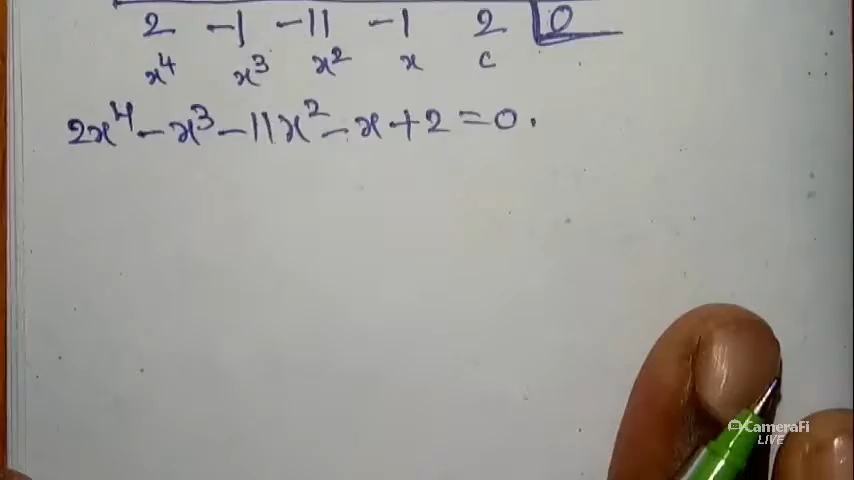 2 -1 -11 -1 2 0
x⁴ x³ x² x c
2x⁴ - x³ - 11x² - x + 2 = 0.
CameraFi
LIVE